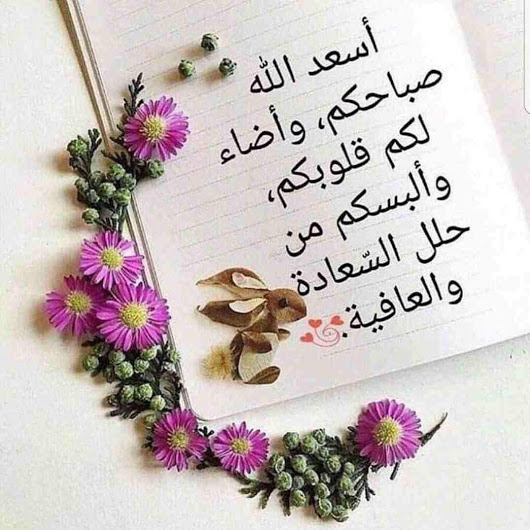 أسعد الله
صباحكم، وأضاء
لكم قلوبكم،
وألبسكم من
حلل السّعادة
والعافية.